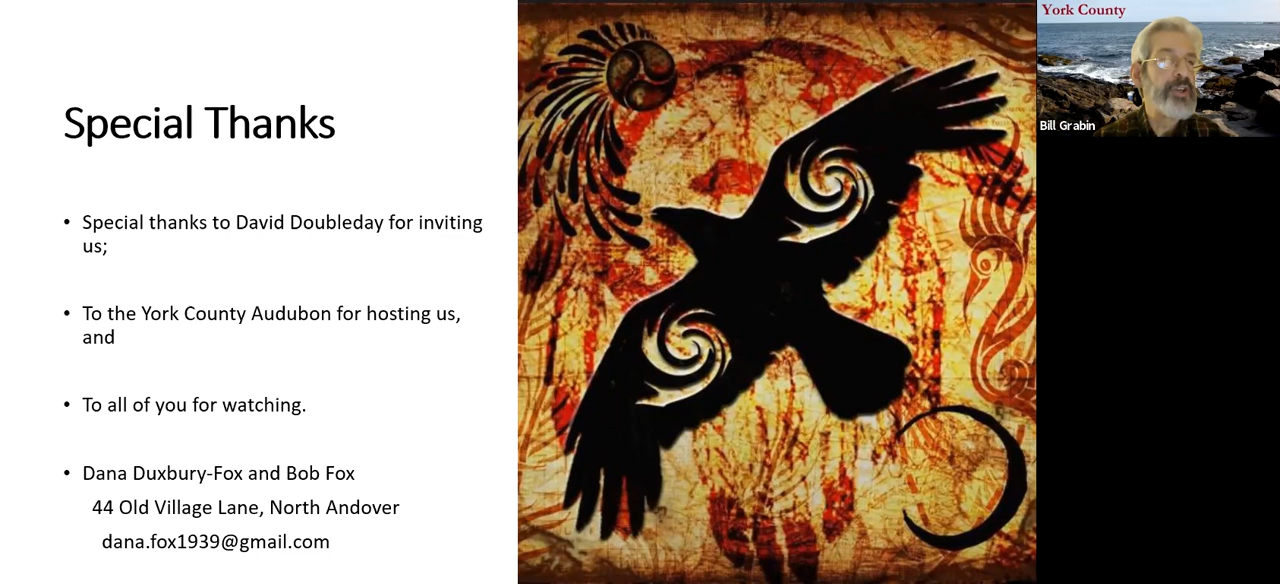 Special Thanks
• Special thanks to David Doubleday for inviting
us;
• To the York County Audubon for hosting us,
and
• To all of you for watching.
• Dana Duxbury-Fox and Bob Fox
44 Old Village Lane, North Andover
dana.fox1939@gmail.com
York County
Bill Grabin